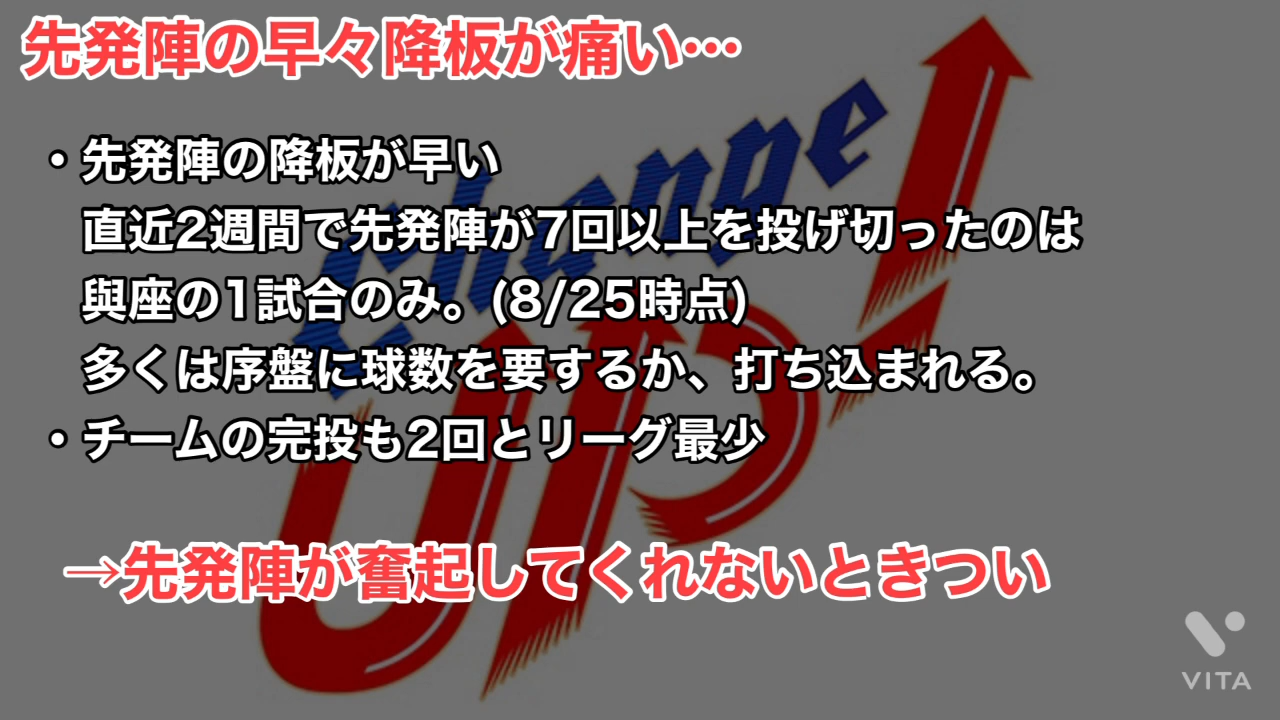 先発陣の早々降板が痛い…
・先発陣の降板が早い
直近2週間で先発陣が7回以上を投げ切ったのは
與座の1試合のみ。(8/25時点)
多くは序盤に球数を要するか、打ち込まれる。
・チームの完投も2回とリーグ最少
→先発陣が奮起してくれないときつい
Change
UP!
VITA